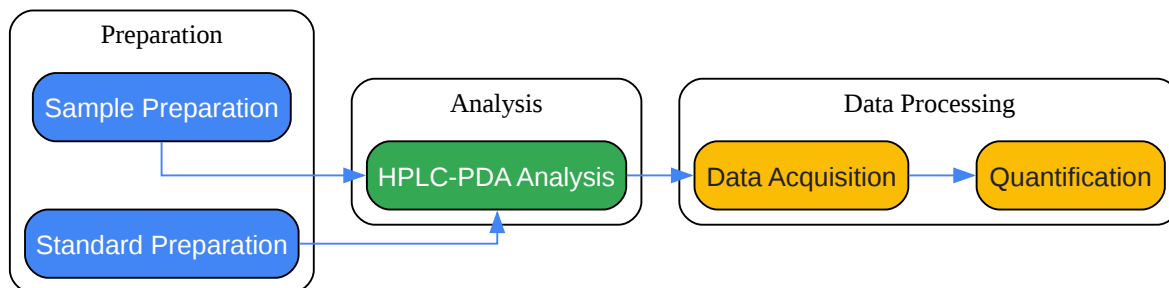 Preparation
Sample Preparation
Standard Preparation
Analysis
HPLC-PDA Analysis
Data Processing
Data Acquisition
Quantification